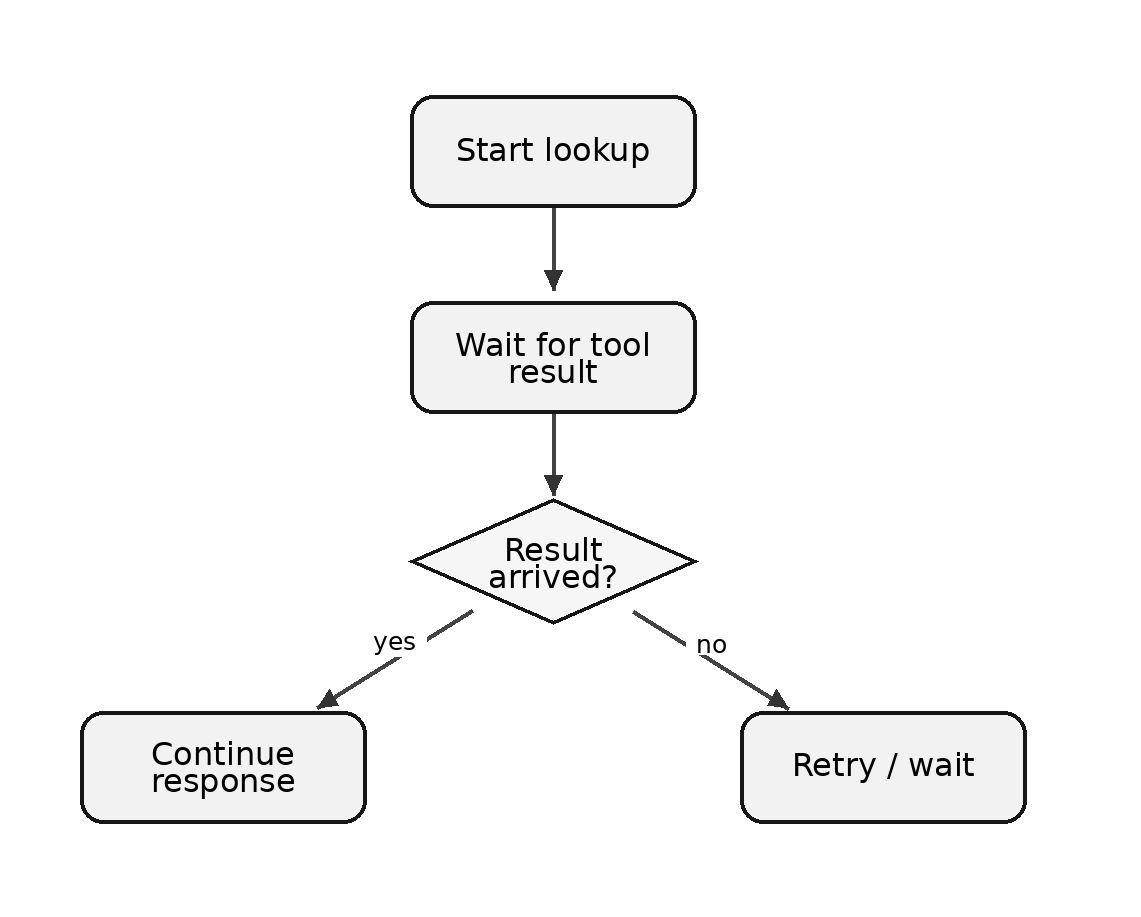 Start lookup
Wait for tool
result
Result
arrived?
yes
no
Continue
response
Retry / wait